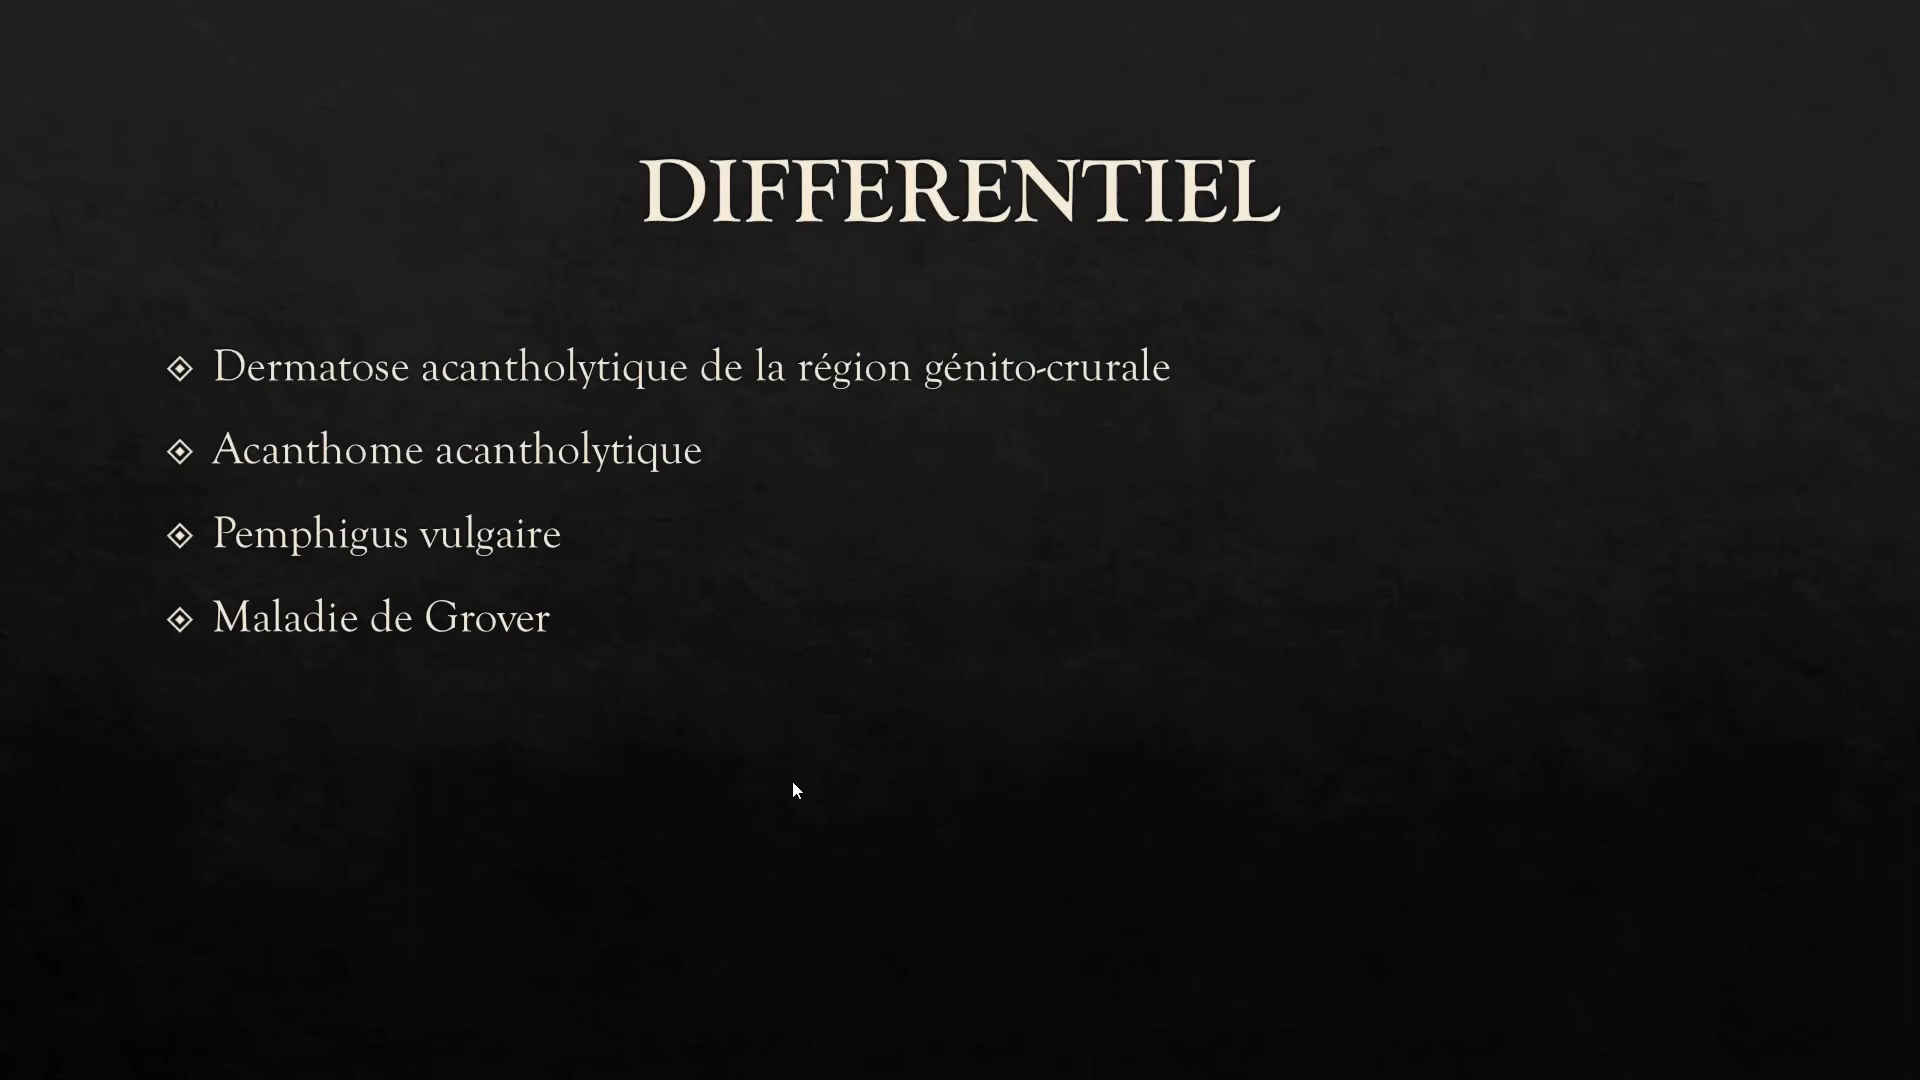 DIFFERENTIEL
Dermatose acantholytique de la région génito-crurale
Acanthome acantholytique
Pemphigus vulgaire
Maladie de Grover